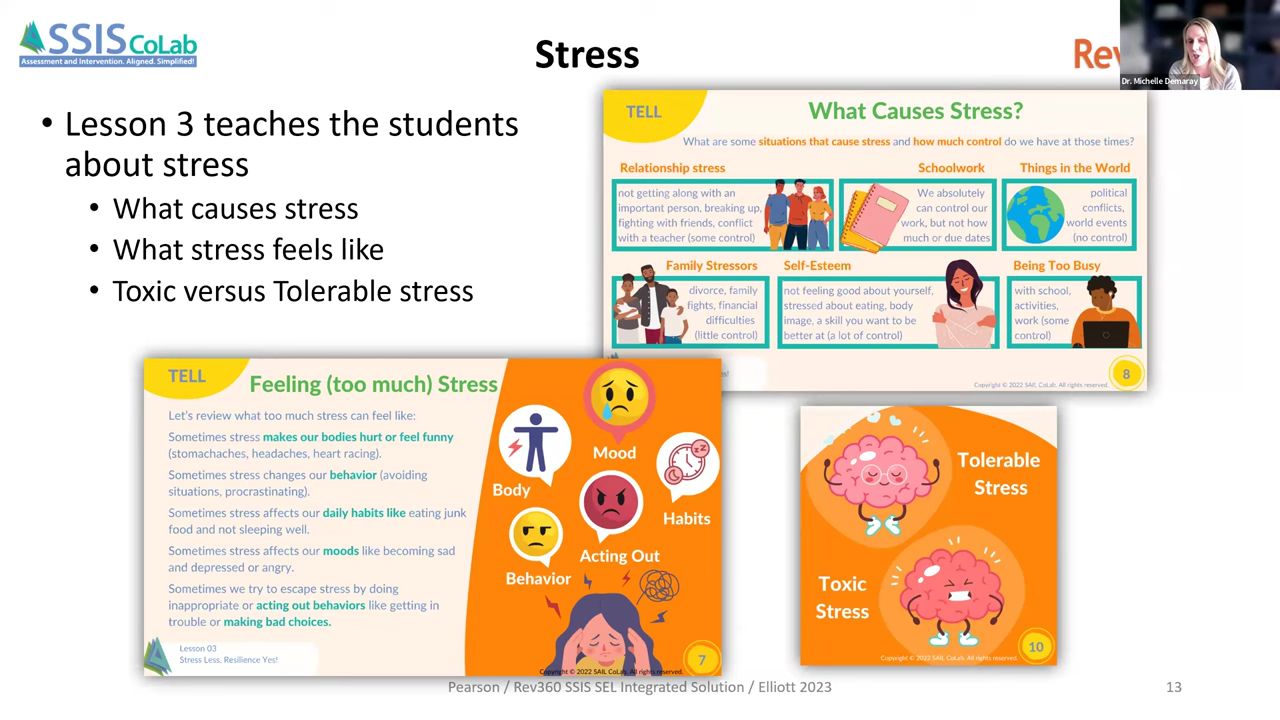 SSIS CoLab
Assessment and Intervention. Aligned. Simplified!
Stress
Dr. Michelle Demaray
• Lesson 3 teaches the students
about stress
• What causes stress
• What stress feels like
• Toxic versus Tolerable stress
TELL
What Causes Stress?
What are some situations that cause stress and how much control do we have at those times?
Relationship stress
not getting along with an
important person, breaking up,
fighting with friends, conflict
with a teacher (some control)
Schoolwork
We absolutely
can control our
work, but not how
much or due dates
Things in the World
political
conflicts,
world events
(no control)
Family Stressors
divorce, family
fights, financial
difficulties
(little control)
Self-Esteem
not feeling good about yourself,
stressed about eating, body
image, a skill you want to be
better at (a lot of control)
Being Too Busy
with school,
activities,
work (some
control)
Copyright © 2022 SAIL CoLab. All rights reserved.
8
TELL
Feeling (too much) Stress
Let's review what too much stress can feel like:
Sometimes stress makes our bodies hurt or feel funny
(stomachaches, headaches, heart racing).
Sometimes stress changes our behavior (avoiding
situations, procrastinating).
Sometimes stress affects our daily habits like eating junk
food and not sleeping well.
Sometimes stress affects our moods like becoming sad
and depressed or angry.
Sometimes we try to escape stress by doing
inappropriate or acting out behaviors like getting in
trouble or making bad choices.
Mood
Body
Habits
Acting Out
Behavior
Lesson 03
Stress Less. Resilience Yes!
Copyright © 2022 SAIL CoLab. All rights reserved.
7
Tolerable
Stress
Toxic
Stress
Copyright © 2022 SAIL CoLab. All rights reserved.
10
Pearson / Rev360 SSIS SEL Integrated Solution / Elliott 2023
13